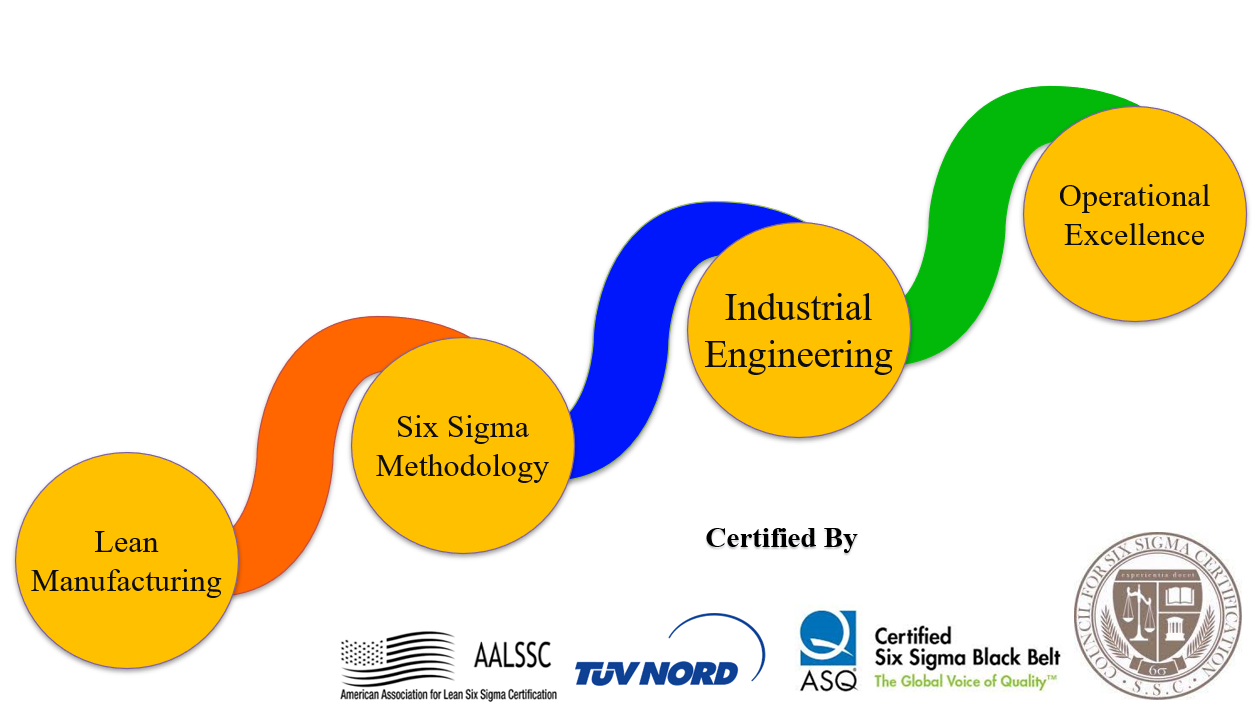 Operational
Excellence
Industrial
Engineering
Six Sigma
Methodology
Lean
Manufacturing
Certified By
AALSSC
American Association for Lean Six Sigma Certification
TÜV NORD
ASQ
Certified
Six Sigma Black Belt
The Global Voice of Quality™
COUNCIL FOR SIX SIGMA CERTIFICATION
experientia docet
6σ
· S . S . C . ·